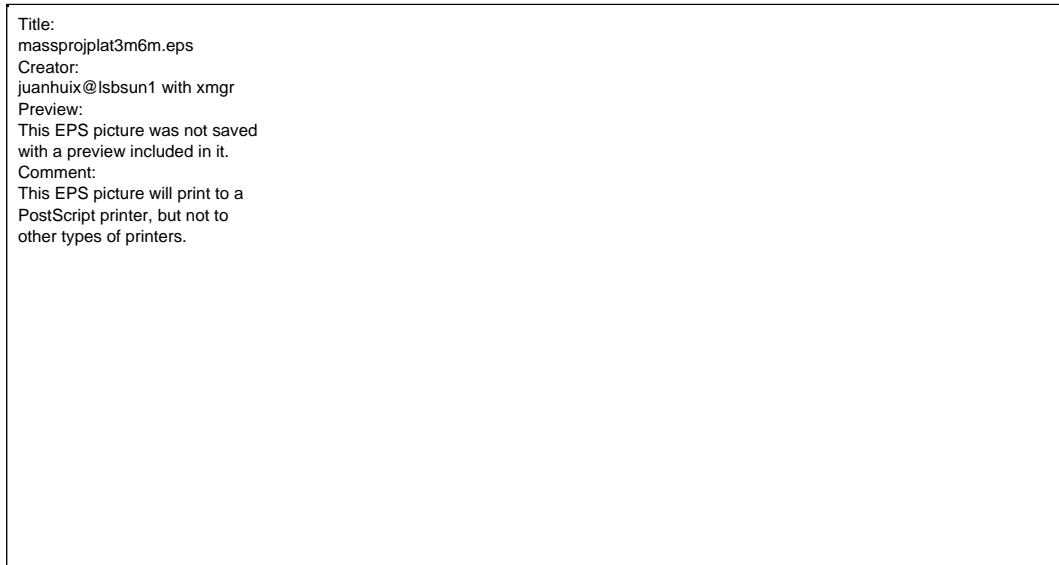 Title:
massprojplat3m6m.eps
Creator:
juanhuix@lsbsun1 with xmgr
Preview:
This EPS picture was not saved
with a preview included in it.
Comment:
This EPS picture will print to a
PostScript printer, but not to
other types of printers.